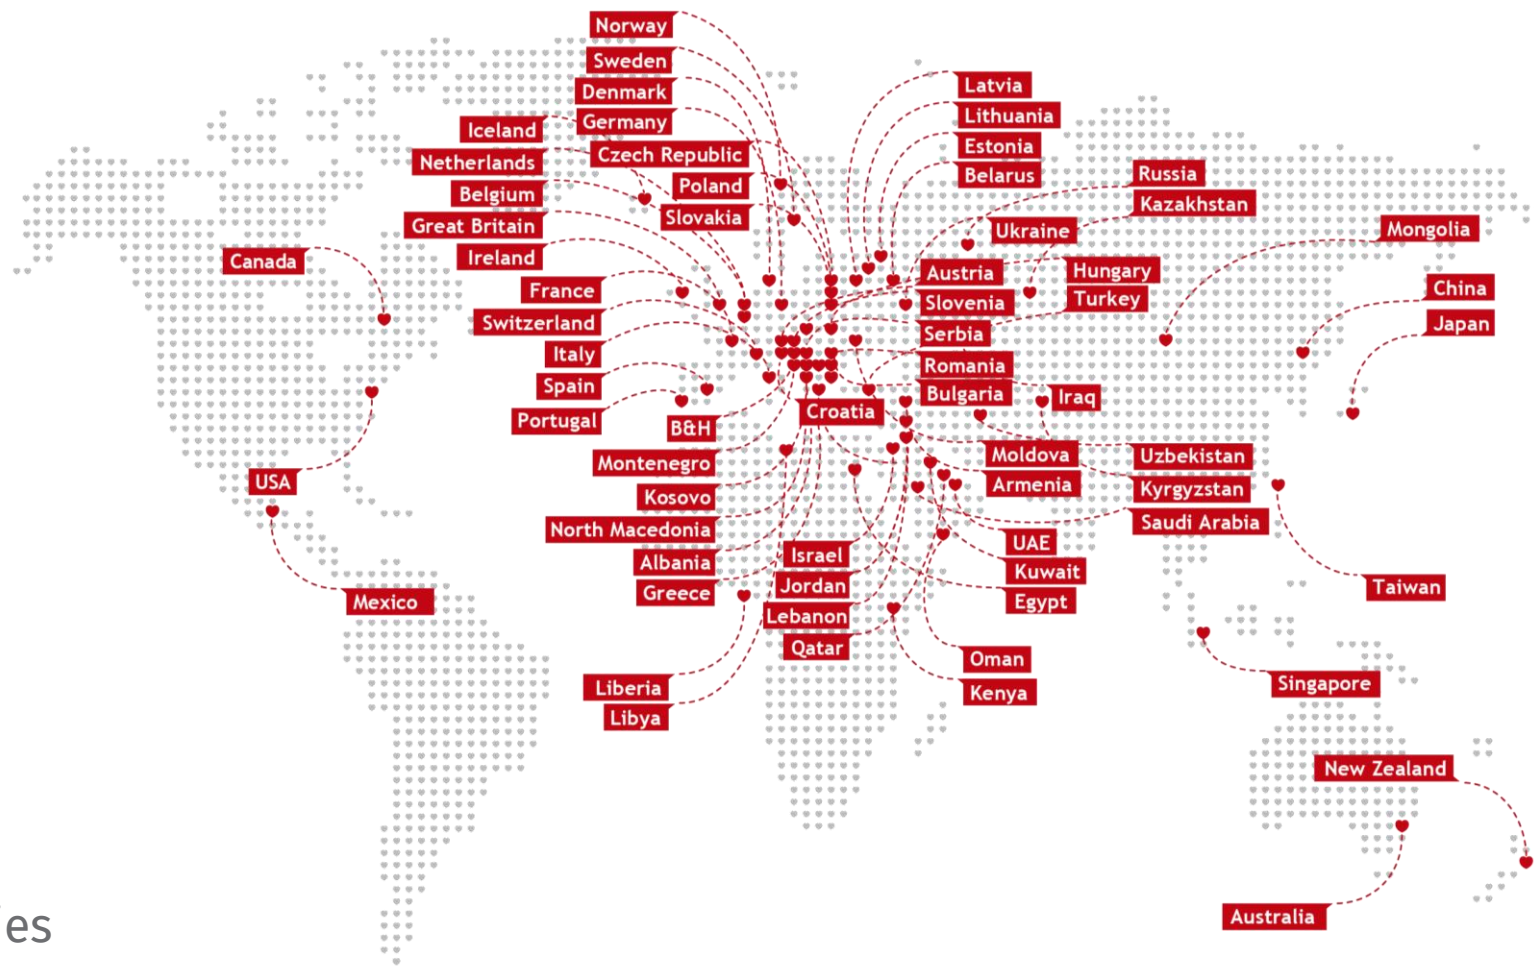 Norway
Sweden
Denmark
Germany
Iceland
Netherlands
Belgium
Great Britain
Ireland
Czech Republic
Poland
Slovakia
Canada
France
Switzerland
Italy
Spain
Portugal
USA
Mexico
B&H
Montenegro
Kosovo
North Macedonia
Albania
Greece
Liberia
Libya
Croatia
Israel
Jordan
Lebanon
Qatar
Latvia
Lithuania
Estonia
Belarus
Russia
Kazakhstan
Ukraine
Austria
Hungary
Slovenia
Turkey
Serbia
Romania
Bulgaria
Iraq
Moldova
Armenia
Uzbekistan
Kyrgyzstan
Saudi Arabia
UAE
Kuwait
Egypt
Oman
Kenya
Mongolia
China
Japan
Taiwan
Singapore
New Zealand
Australia
es